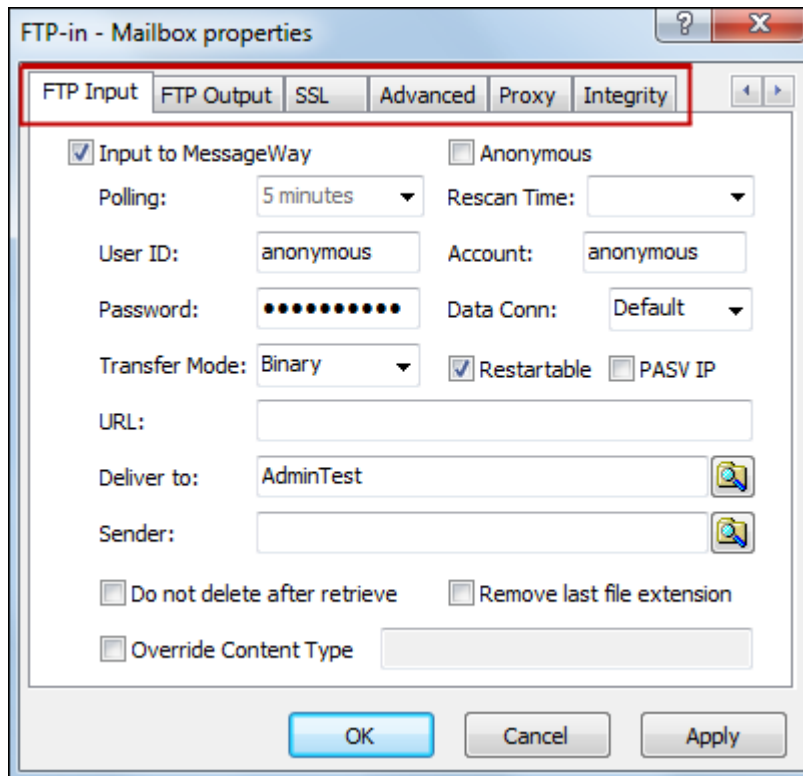 FTP-in - Mailbox properties
FTP Input FTP Output SSL Advanced Proxy Integrity
Input to MessageWay Anonymous
Polling: 5 minutes Rescan Time:
User ID: anonymous Account: anonymous
Password: ●●●●●●●●●● Data Conn: Default
Transfer Mode: Binary Restartable PASV IP
URL:
Deliver to: AdminTest
Sender:
Do not delete after retrieve Remove last file extension
Override Content Type
OK Cancel Apply